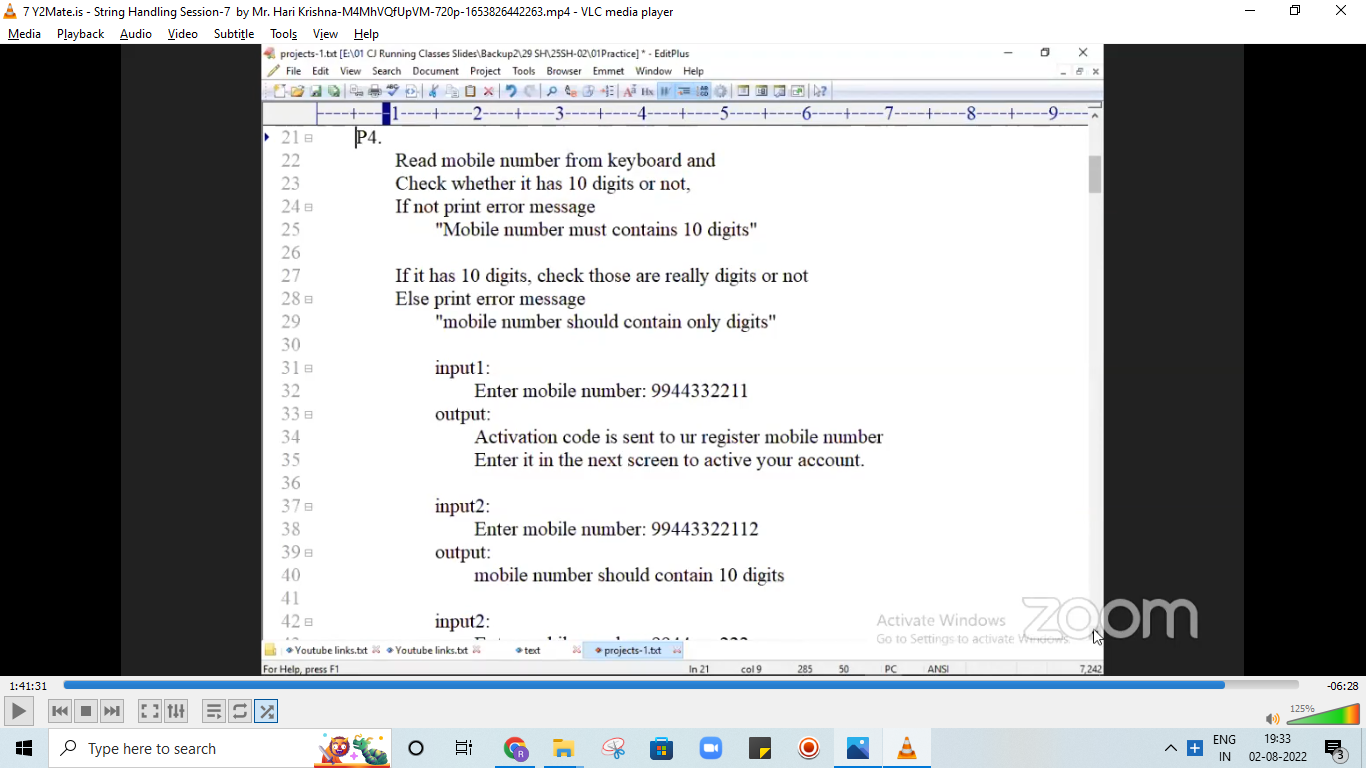 7 Y2Mate.is - String Handling Session-7 by Mr. Hari Krishna-M4MhVQfUpVM-720p-1653826442263.mp4 - VLC media player
Media Playback Audio Video Subtitle Tools View Help
projects-1.txt [E:\01 CJ Running Classes Slides\Backup2\29 SH\25SH-02\01Practice] * - EditPlus
File Edit View Search Document Project Tools Browser Emmet Window Help
----+----1----+----2----+----3----+----4----+----5----+----6----+----7----+----8----+----9----
21 P4.
22 Read mobile number from keyboard and
23 Check whether it has 10 digits or not,
24 If not print error message
25 "Mobile number must contains 10 digits"
26
27 If it has 10 digits, check those are really digits or not
28 Else print error message
29 "mobile number should contain only digits"
30
31 input1:
32 Enter mobile number: 9944332211
33 output:
34 Activation code is sent to ur register mobile number
35 Enter it in the next screen to active your account.
36
37 input2:
38 Enter mobile number: 99443322112
39 output:
40 mobile number should contain 10 digits
41
42 input2:
Activate Windows
Go to Settings to activate Windows.
zoom
Youtube links.txt Youtube links.txt text projects-1.txt
For Help, press F1 ln 21 col 9 285 50 PC ANSI 7,242
1:41:31 -06:28
125%
Type here to search
ENG
IN
19:33
02-08-2022
3